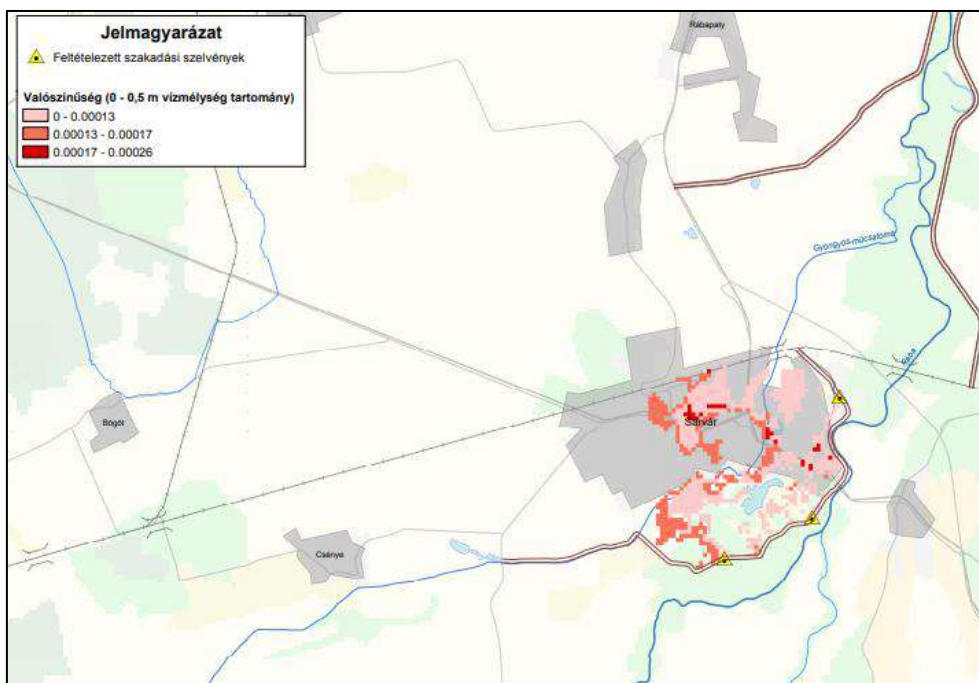 Jelmagyarázat
Feltételezett szakadási szelvények
Valószínűség (0 - 0,5 m vízmélység tartomány)
0 - 0.00013
0.00013 - 0.00017
0.00017 - 0.00026
Rábapaty
Gyöngyös-műcsatorna
Rába
Bögöt
Sárvár
Csénye